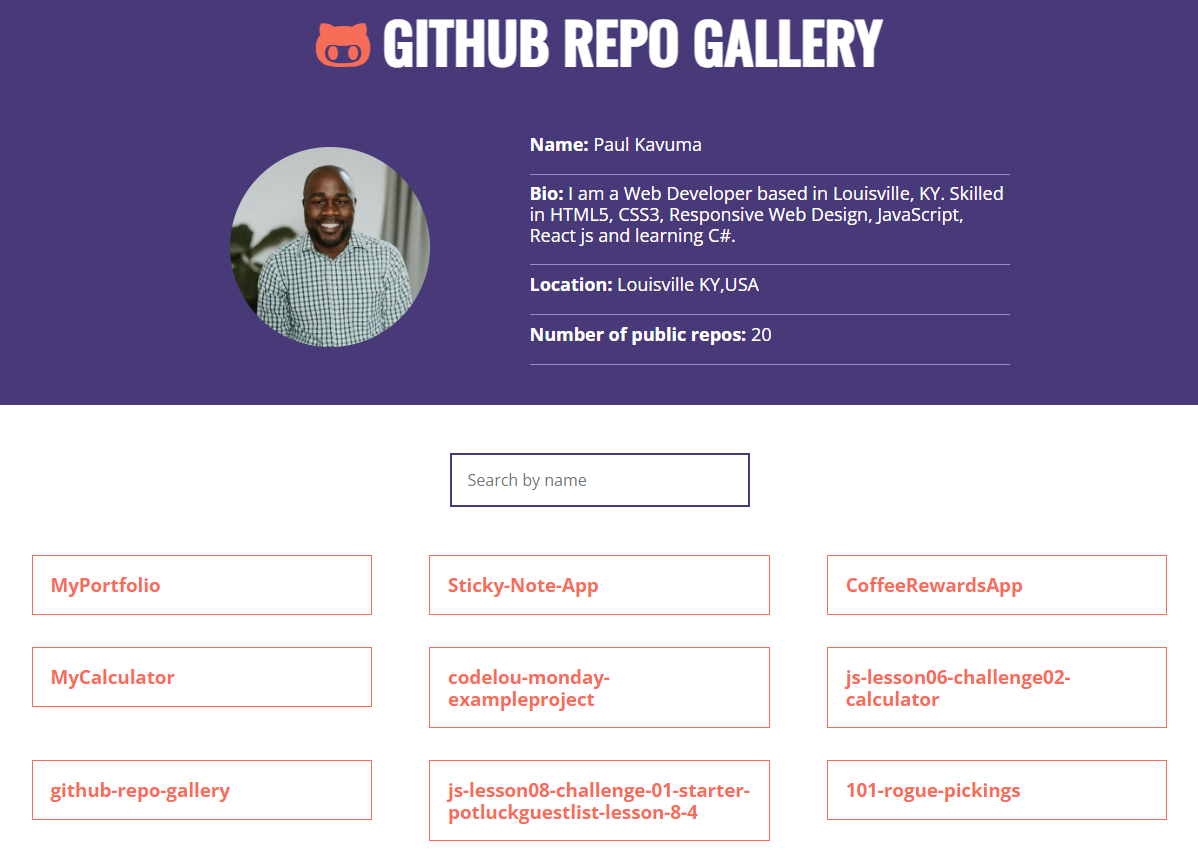 GITHUB REPO GALLERY
Name: Paul Kavuma
Bio: I am a Web Developer based in Louisville, KY. Skilled
in HTML5, CSS3, Responsive Web Design, JavaScript,
React js and learning C#.
Location: Louisville KY,USA
Number of public repos: 20
Search by name
MyPortfolio
Sticky-Note-App
CoffeeRewardsApp
MyCalculator
codelou-monday-
exampleproject
js-lesson06-challenge02-
calculator
github-repo-gallery
js-lesson08-challenge-01-starter-
potluckguestlist-lesson-8-4
101-rogue-pickings